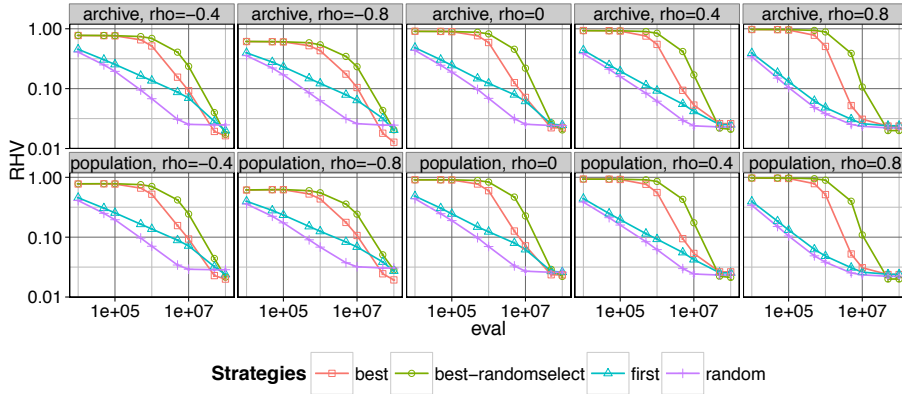 archive, rho=−0.4 archive, rho=−0.8 archive, rho=0 archive, rho=0.4 archive, rho=0.8
1.00
0.10
0.01
population, rho=−0.4 population, rho=−0.8 population, rho=0 population, rho=0.4 population, rho=0.8
1.00
0.10
0.01
RHV
1e+05 1e+07 1e+05 1e+07 1e+05 1e+07 1e+05 1e+07 1e+05 1e+07
eval
Strategies best best−randomselect first random